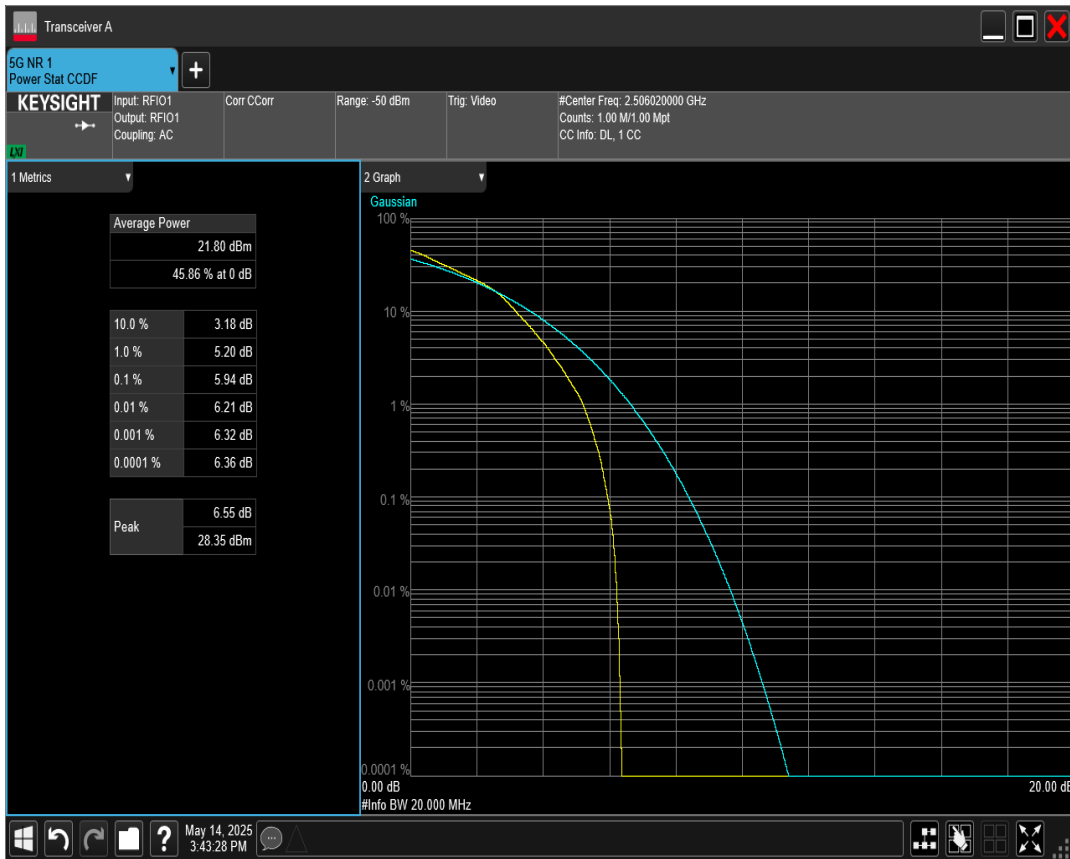 Transceiver A
5G NR 1
Power Stat CCDF
+
KEYSIGHT
LXI
Input: RFIO1
Output: RFIO1
Coupling: AC
Corr CCorr
Range: -50 dBm
Trig: Video
#Center Freq: 2.506020000 GHz
Counts: 1.00 M/1.00 Mpt
CC Info: DL, 1 CC
1 Metrics
Average Power
21.80 dBm
45.86 % at 0 dB
10.0 % 3.18 dB
1.0 % 5.20 dB
0.1 % 5.94 dB
0.01 % 6.21 dB
0.001 % 6.32 dB
0.0001 % 6.36 dB
Peak 6.55 dB
28.35 dBm
2 Graph
Gaussian
100 %
10 %
1 %
0.1 %
0.01 %
0.001 %
0.0001 %
0.00 dB 20.00 dB
#Info BW 20.000 MHz
?
May 14, 2025
3:43:28 PM